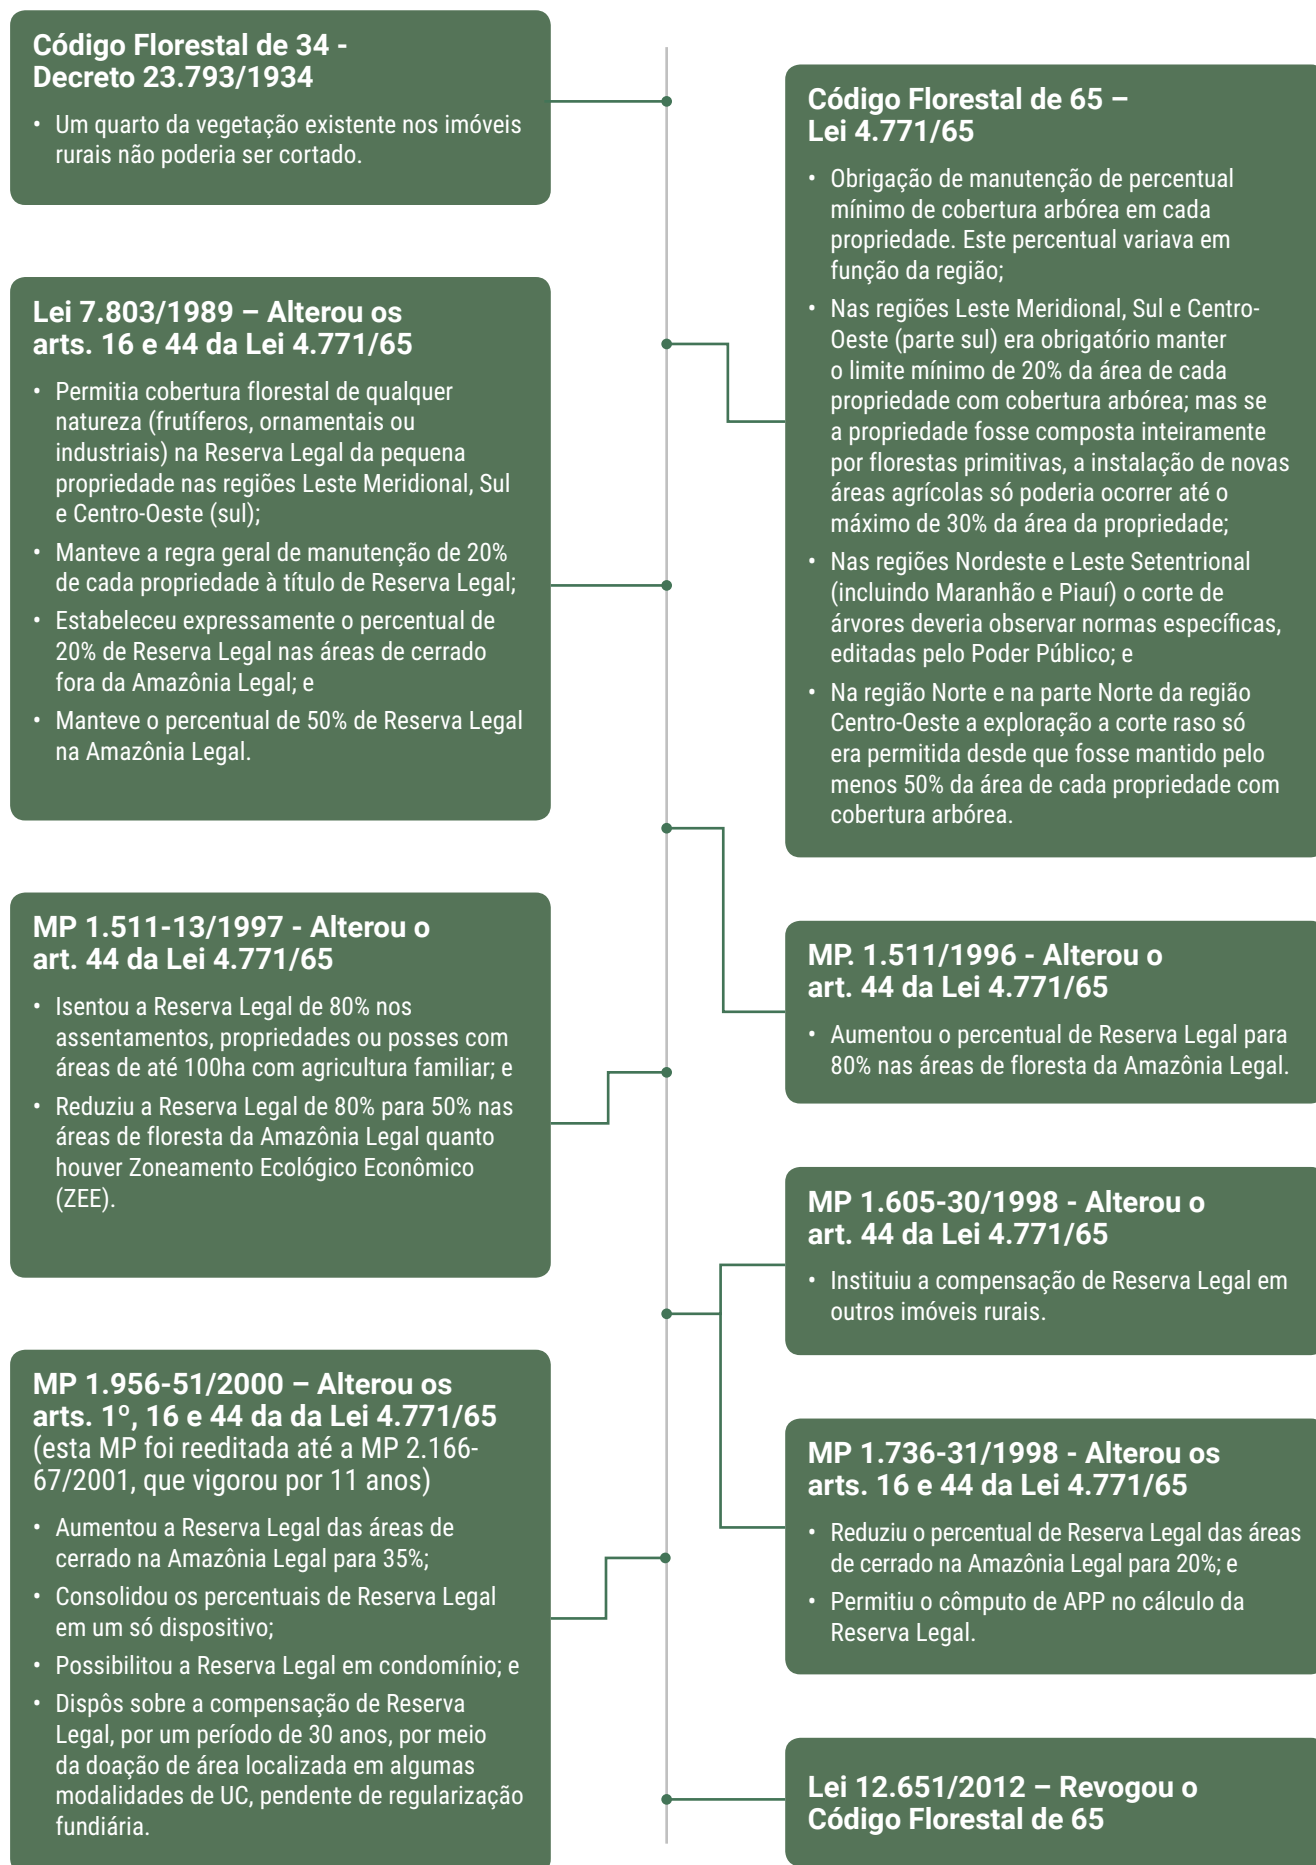 Código Florestal de 34 -
Decreto 23.793/1934
• Um quarto da vegetação existente nos imóveis
rurais não poderia ser cortado.
Código Florestal de 65 –
Lei 4.771/65
• Obrigação de manutenção de percentual
mínimo de cobertura arbórea em cada
propriedade. Este percentual variava em
função da região;
• Nas regiões Leste Meridional, Sul e Centro-
Oeste (parte sul) era obrigatório manter
o limite mínimo de 20% da área de cada
propriedade com cobertura arbórea; mas se
a propriedade fosse composta inteiramente
por florestas primitivas, a instalação de novas
áreas agrícolas só poderia ocorrer até o
máximo de 30% da área da propriedade;
• Nas regiões Nordeste e Leste Setentrional
(incluindo Maranhão e Piauí) o corte de
árvores deveria observar normas específicas,
editadas pelo Poder Público; e
• Na região Norte e na parte Norte da região
Centro-Oeste a exploração a corte raso só
era permitida desde que fosse mantido pelo
menos 50% da área de cada propriedade com
cobertura arbórea.
Lei 7.803/1989 – Alterou os
arts. 16 e 44 da Lei 4.771/65
• Permitia cobertura florestal de qualquer
natureza (frutíferos, ornamentais ou
industriais) na Reserva Legal da pequena
propriedade nas regiões Leste Meridional, Sul
e Centro-Oeste (sul);
• Manteve a regra geral de manutenção de 20%
de cada propriedade à título de Reserva Legal;
• Estabeleceu expressamente o percentual de
20% de Reserva Legal nas áreas de cerrado
fora da Amazônia Legal; e
• Manteve o percentual de 50% de Reserva Legal
na Amazônia Legal.
MP. 1.511/1996 - Alterou o
art. 44 da Lei 4.771/65
• Aumentou o percentual de Reserva Legal para
80% nas áreas de floresta da Amazônia Legal.
MP 1.511-13/1997 - Alterou o
art. 44 da Lei 4.771/65
• Isentou a Reserva Legal de 80% nos
assentamentos, propriedades ou posses com
áreas de até 100ha com agricultura familiar; e
• Reduziu a Reserva Legal de 80% para 50% nas
áreas de floresta da Amazônia Legal quanto
houver Zoneamento Ecológico Econômico
(ZEE).
MP 1.605-30/1998 - Alterou o
art. 44 da Lei 4.771/65
• Instituiu a compensação de Reserva Legal em
outros imóveis rurais.
MP 1.736-31/1998 - Alterou os
arts. 16 e 44 da Lei 4.771/65
• Reduziu o percentual de Reserva Legal das áreas
de cerrado na Amazônia Legal para 20%; e
• Permitiu o cômputo de APP no cálculo da
Reserva Legal.
MP 1.956-51/2000 – Alterou os
arts. 1º, 16 e 44 da da Lei 4.771/65
(esta MP foi reeditada até a MP 2.166-
67/2001, que vigorou por 11 anos)
• Aumentou a Reserva Legal das áreas de
cerrado na Amazônia Legal para 35%;
• Consolidou os percentuais de Reserva Legal
em um só dispositivo;
• Possibilitou a Reserva Legal em condomínio; e
• Dispôs sobre a compensação de Reserva
Legal, por um período de 30 anos, por meio
da doação de área localizada em algumas
modalidades de UC, pendente de regularização
fundiária.
Lei 12.651/2012 – Revogou o
Código Florestal de 65